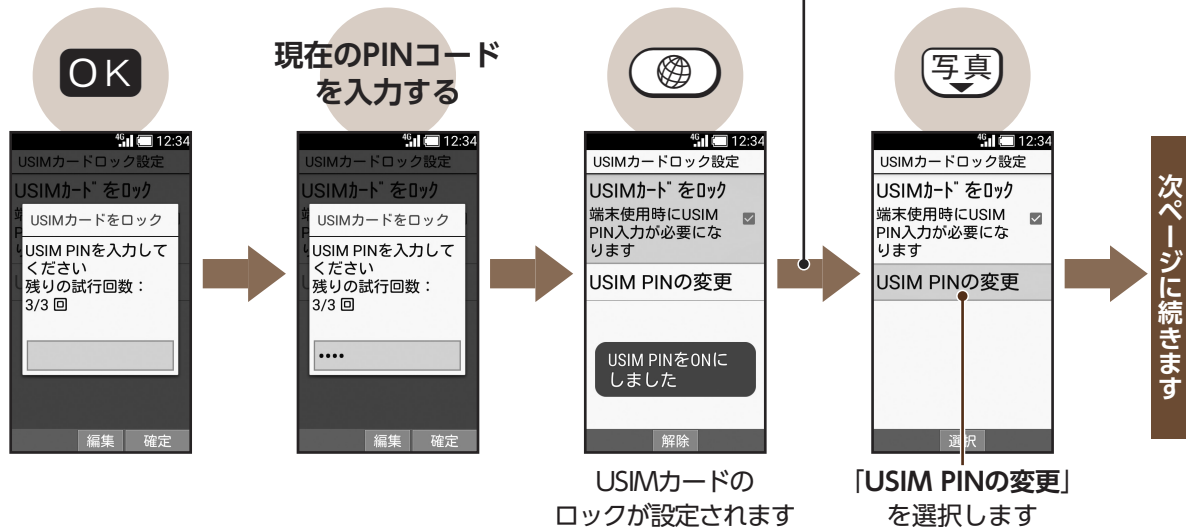 OK
4G 12:34
USIMカードロック設定
USIMカード をロック
USIMカードをロック
USIM PINを入力して
ください
残りの試行回数：
3/3 回
編集 確定
現在のPINコード
を入力する
4G 12:34
USIMカードロック設定
USIMカード をロック
USIMカードをロック
USIM PINを入力して
ください
残りの試行回数：
3/3 回
••••
編集 確定
4G 12:34
USIMカードロック設定
USIMカード をロック
端末使用時にUSIM
PIN入力が必要にな
ります
USIM PINの変更
USIM PINをONに
しました
解除
USIMカードの
ロックが設定されます
写真
4G 12:34
USIMカードロック設定
USIMカード をロック
端末使用時にUSIM
PIN入力が必要にな
ります
USIM PINの変更
選択
「USIM PINの変更」
を選択します
次ページに続きます